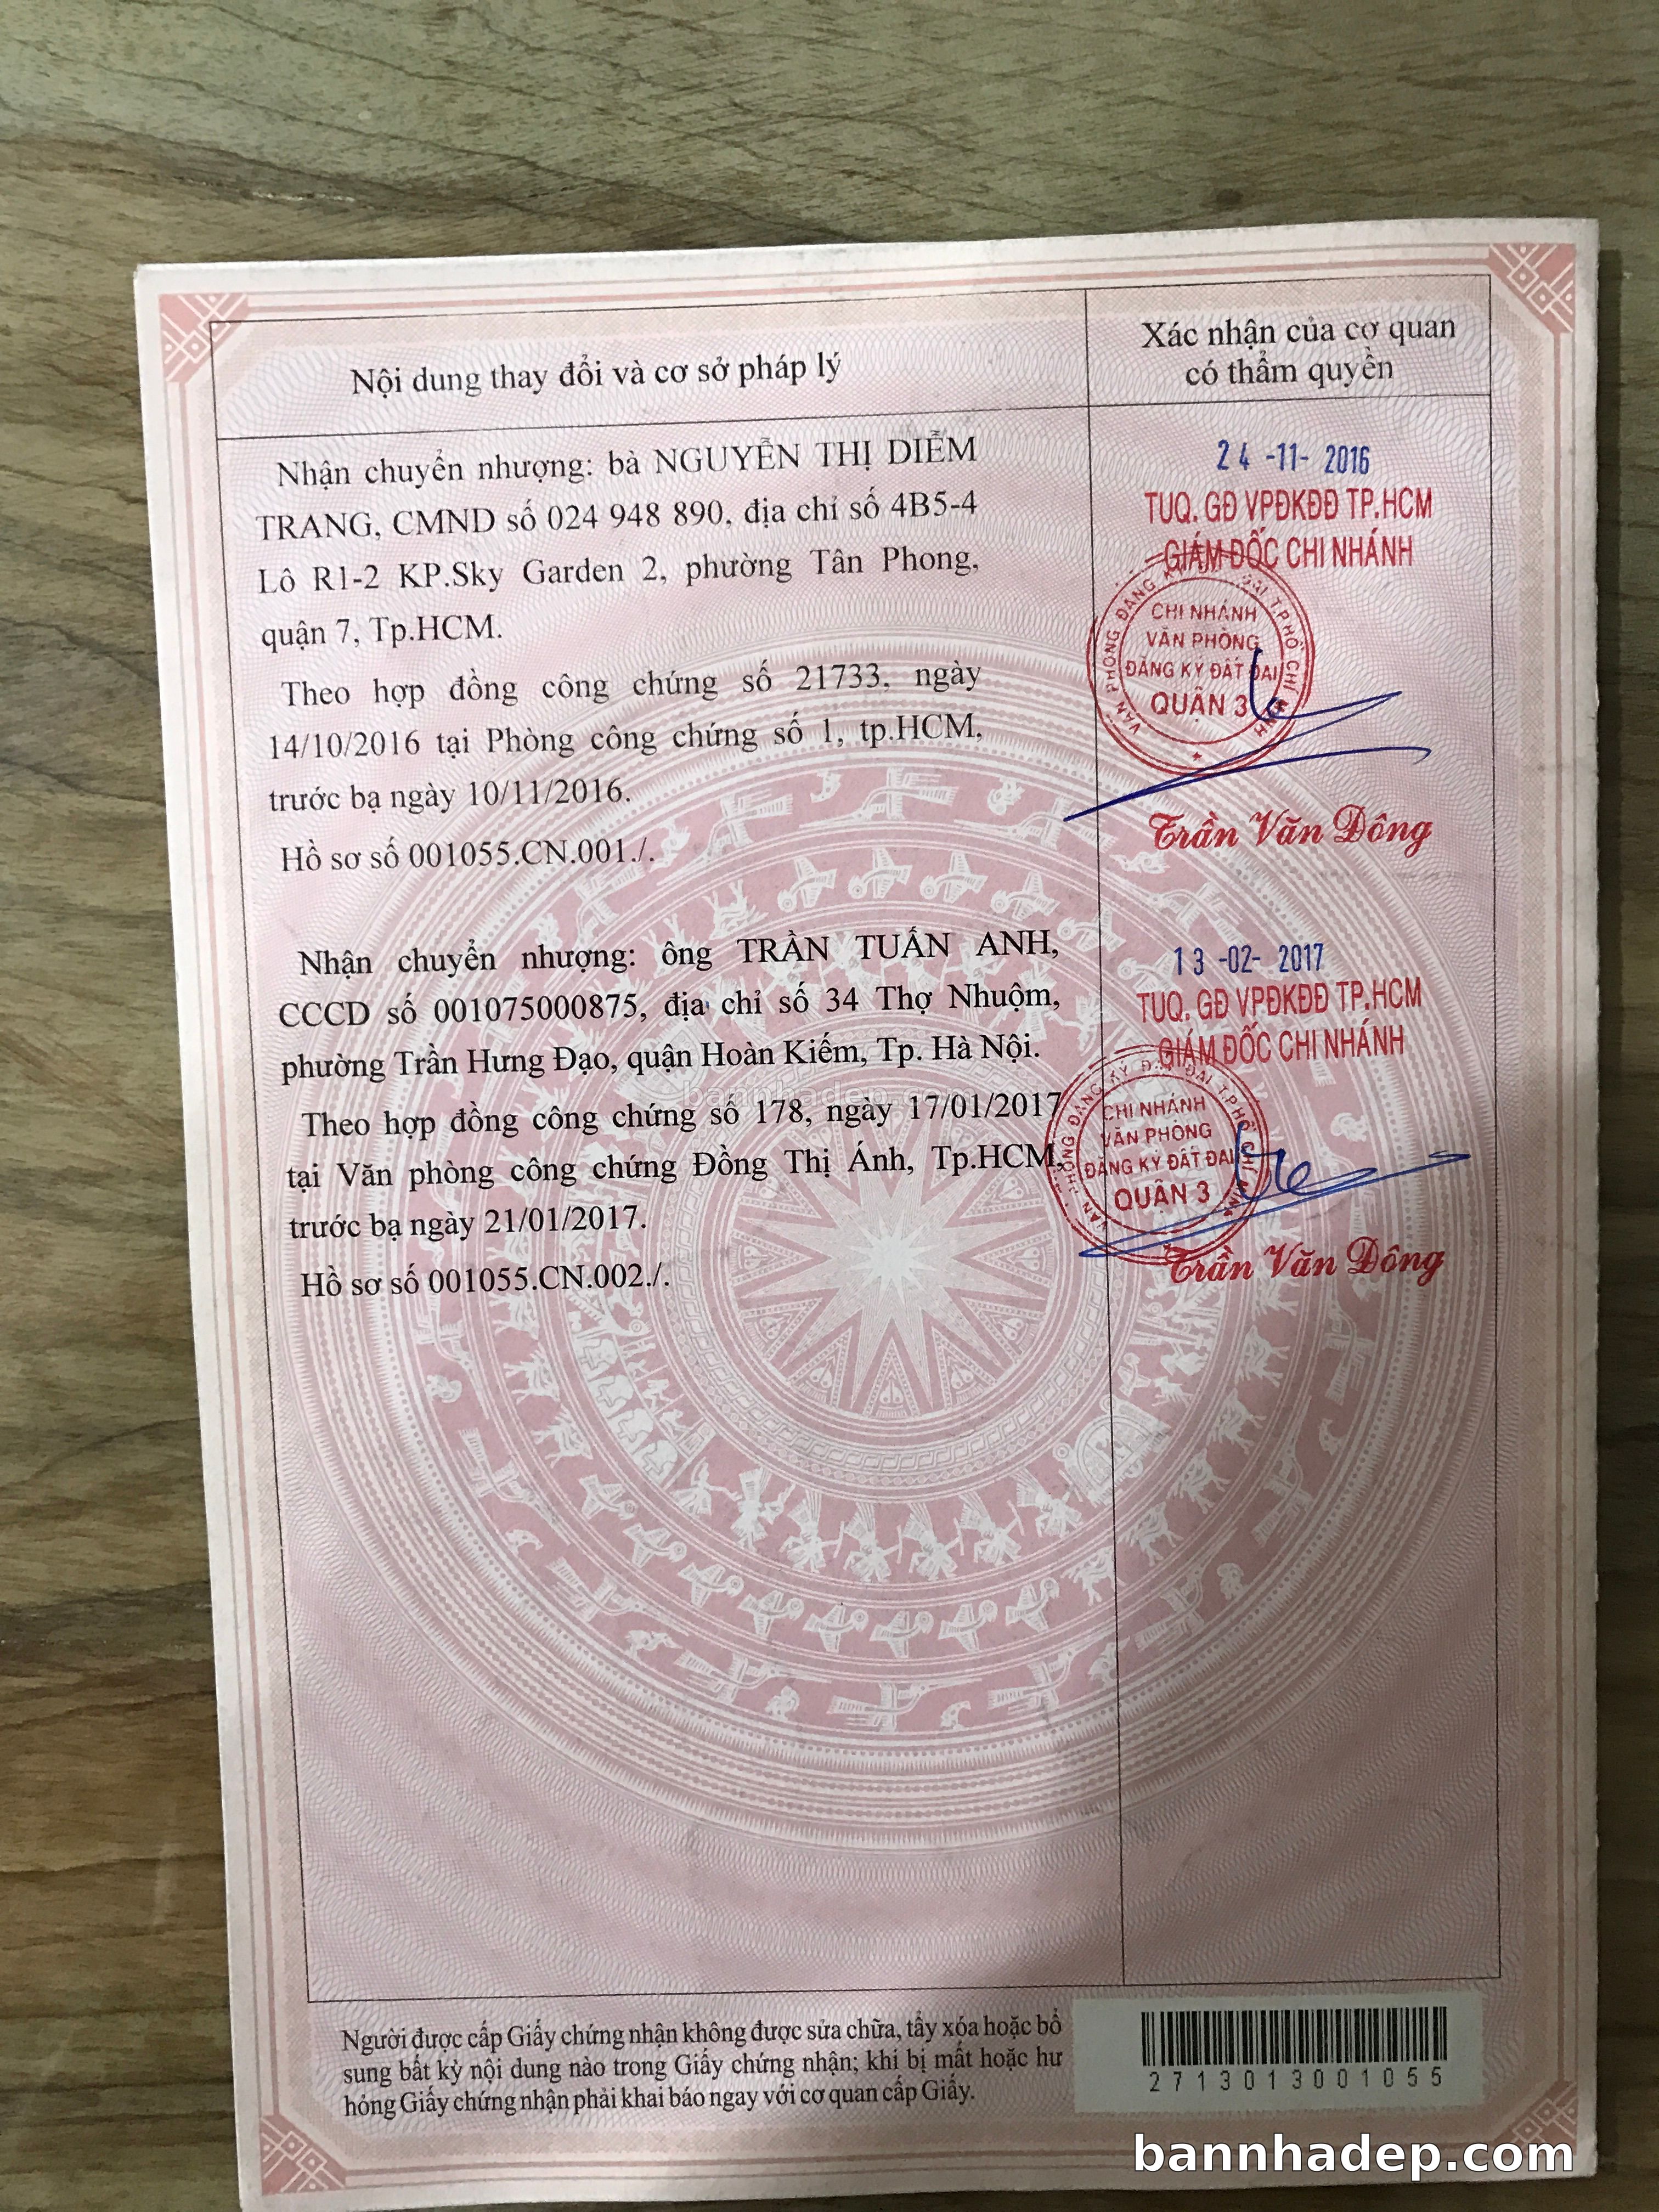 Nội dung thay đổi và cơ sở pháp lý
Xác nhận của cơ quan
có thẩm quyền
Nhận chuyển nhượng: bà NGUYỄN THỊ DIỄM
TRANG, CMND số 024 948 890, địa chỉ số 4B5-4
Lô R1-2 KP.Sky Garden 2, phường Tân Phong,
quận 7, Tp.HCM.
Theo hợp đồng công chứng số 21733, ngày
14/10/2016 tại Phòng công chứng số 1, tp.HCM,
trước bạ ngày 10/11/2016.
Hồ sơ số 001055.CN.001./.
24 -11- 2016
TUQ. GĐ VPĐKĐĐ TP.HCM
GIÁM ĐỐC CHI NHÁNH
CHI NHÁNH
VĂN PHÒNG
ĐĂNG KÝ ĐẤT ĐAI
QUẬN 3
Trần Văn Đông
Nhận chuyển nhượng: ông TRẦN TUẤN ANH,
CCCD số 001075000875, địa chỉ số 34 Thợ Nhuộm,
phường Trần Hưng Đạo, quận Hoàn Kiếm, Tp. Hà Nội.
Theo hợp đồng công chứng số 178, ngày 17/01/2017
tại Văn phòng công chứng Đồng Thị Ánh, Tp.HCM,
trước bạ ngày 21/01/2017.
Hồ sơ số 001055.CN.002./.
13 -02- 2017
TUQ. GĐ VPĐKĐĐ TP.HCM
GIÁM ĐỐC CHI NHÁNH
CHI NHÁNH
VĂN PHÒNG
ĐĂNG KÝ ĐẤT ĐAI
QUẬN 3
Trần Văn Đông
bannhadep.com
Người được cấp Giấy chứng nhận không được sửa chữa, tẩy xóa hoặc bổ
sung bất kỳ nội dung nào trong Giấy chứng nhận; khi bị mất hoặc hư
hỏng Giấy chứng nhận phải khai báo ngay với cơ quan cấp Giấy.
2713013001055
bannhadep.com